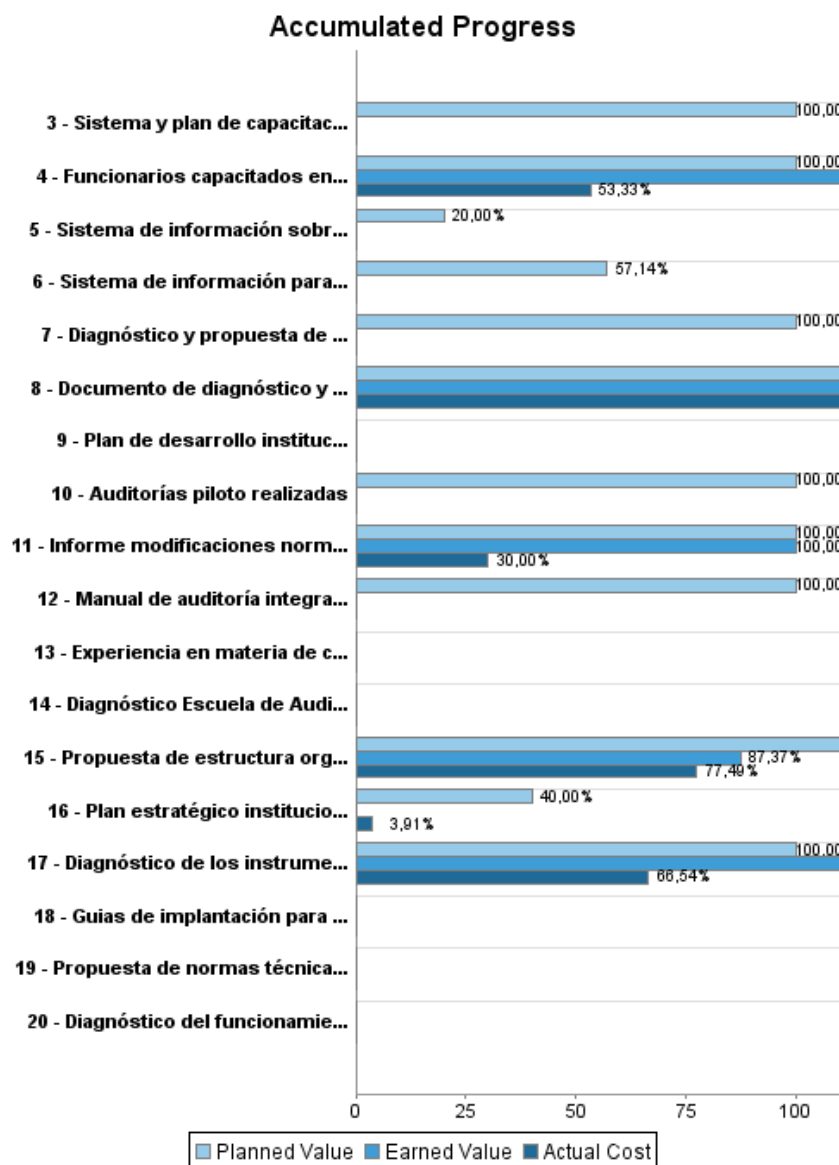 Accumulated Progress
100,00
3 - Sistema y plan de capacitac...
100,00
4 - Funcionarios capacitados en...
53,33%
20,00%
5 - Sistema de información sobr...
57,14%
6 - Sistema de información para...
100,00
7 - Diagnóstico y propuesta de ...
8 - Documento de diagnóstico y ...
9 - Plan de desarrollo instituc...
100,00
10 - Auditorías piloto realizadas
100,00
11 - Informe modificaciones norm...
100,00
30,00%
100,00
12 - Manual de auditoría integra...
13 - Experiencia en materia de c...
14 - Diagnóstico Escuela de Audi...
15 - Propuesta de estructura org...
87,37%
77,49%
40,00%
16 - Plan estratégico institucio...
3,91%
100,00
17 - Diagnóstico de los instrume...
66,54%
18 - Guias de implantación para ...
19 - Propuesta de normas técnica...
20 - Diagnóstico del funcionamie...
0 25 50 75 100
Planned Value Earned Value Actual Cost